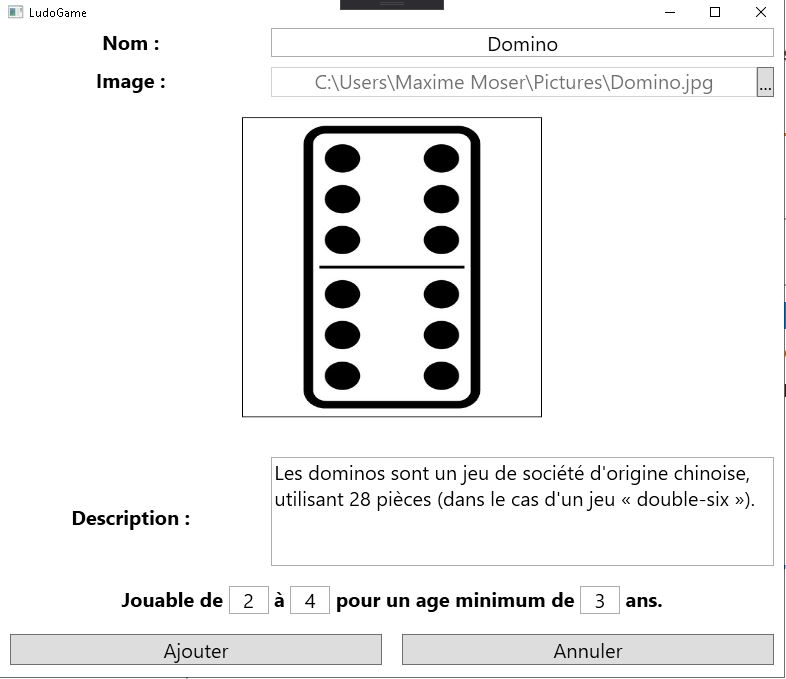 LudoGame
Nom :
Domino
Image :
C:\Users\Maxime Moser\Pictures\Domino.jpg
...
Description :
Les dominos sont un jeu de société d'origine chinoise,
utilisant 28 pièces (dans le cas d'un jeu « double-six »).
Jouable de 2 à 4 pour un age minimum de 3 ans.
Ajouter
Annuler